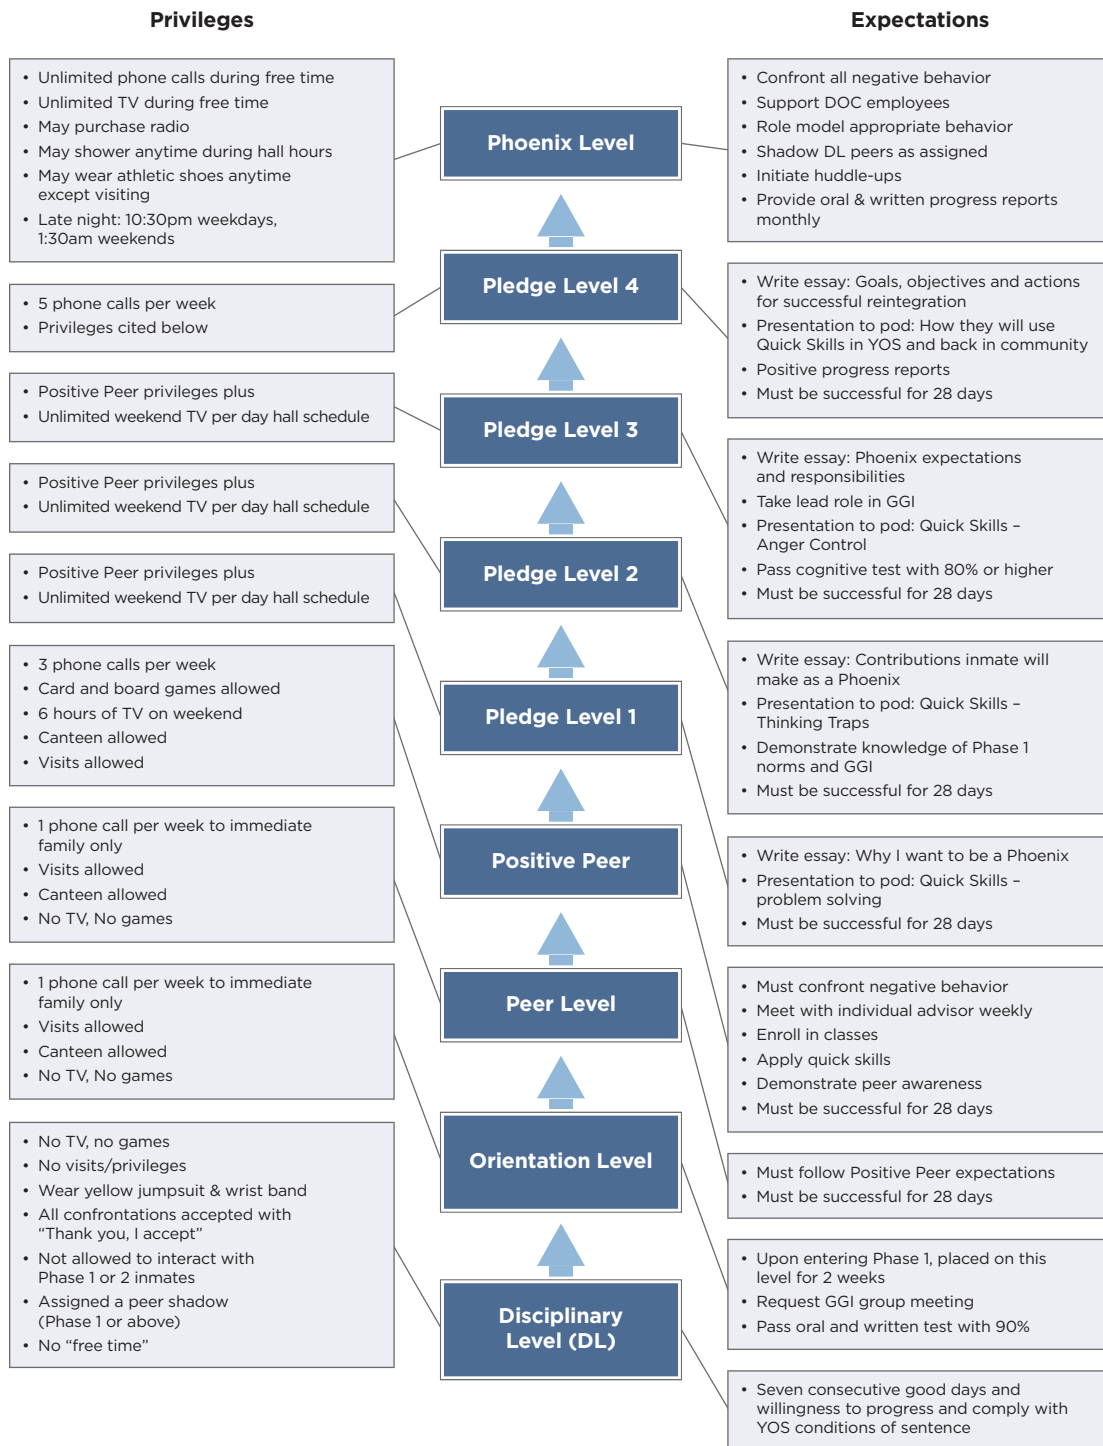 Privileges
Expectations
• Unlimited phone calls during free time
• Unlimited TV during free time
• May purchase radio
• May shower anytime during hall hours
• May wear athletic shoes anytime
except visiting
• Late night: 10:30pm weekdays,
1:30am weekends
Phoenix Level
• Confront all negative behavior
• Support DOC employees
• Role model appropriate behavior
• Shadow DL peers as assigned
• Initiate huddle-ups
• Provide oral & written progress reports
monthly
• 5 phone calls per week
• Privileges cited below
Pledge Level 4
• Write essay: Goals, objectives and actions
for successful reintegration
• Presentation to pod: How they will use
Quick Skills in YOS and back in community
• Positive progress reports
• Must be successful for 28 days
• Positive Peer privileges plus
• Unlimited weekend TV per day hall schedule
Pledge Level 3
• Write essay: Phoenix expectations
and responsibilities
• Take lead role in GGI
• Presentation to pod: Quick Skills –
Anger Control
• Pass cognitive test with 80% or higher
• Must be successful for 28 days
• Positive Peer privileges plus
• Unlimited weekend TV per day hall schedule
Pledge Level 2
• Write essay: Contributions inmate will
make as a Phoenix
• Presentation to pod: Quick Skills –
Thinking Traps
• Demonstrate knowledge of Phase 1
norms and GGI
• Must be successful for 28 days
• Positive Peer privileges plus
• Unlimited weekend TV per day hall schedule
Pledge Level 1
• Write essay: Why I want to be a Phoenix
• Presentation to pod: Quick Skills –
problem solving
• Must be successful for 28 days
• 3 phone calls per week
• Card and board games allowed
• 6 hours of TV on weekend
• Canteen allowed
• Visits allowed
Positive Peer
• Must confront negative behavior
• Meet with individual advisor weekly
• Enroll in classes
• Apply quick skills
• Demonstrate peer awareness
• Must be successful for 28 days
• 1 phone call per week to immediate
family only
• Visits allowed
• Canteen allowed
• No TV, No games
Peer Level
• Must follow Positive Peer expectations
• Must be successful for 28 days
• 1 phone call per week to immediate
family only
• Visits allowed
• Canteen allowed
• No TV, No games
Orientation Level
• Upon entering Phase 1, placed on this
level for 2 weeks
• Request GGI group meeting
• Pass oral and written test with 90%
• No TV, no games
• No visits/privileges
• Wear yellow jumpsuit & wrist band
• All confrontations accepted with
“Thank you, I accept”
• Not allowed to interact with
Phase 1 or 2 inmates
• Assigned a peer shadow
(Phase 1 or above)
• No “free time”
Disciplinary
Level (DL)
• Seven consecutive good days and
willingness to progress and comply with
YOS conditions of sentence